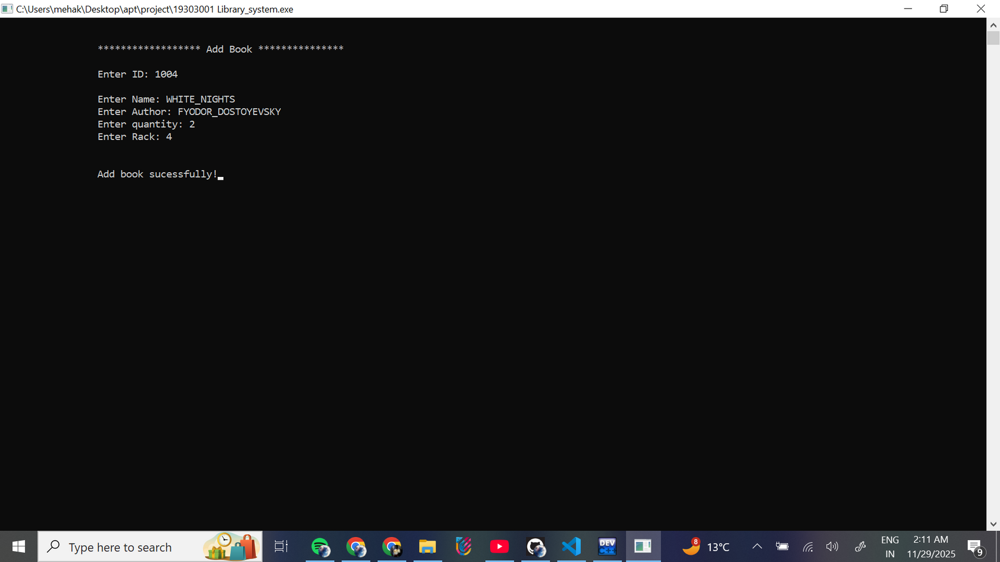 C:\Users\mehak\Desktop\apt\project\19303001 Library_system.exe
****************** Add Book ***************
Enter ID: 1004
Enter Name: WHITE_NIGHTS
Enter Author: FYODOR_DOSTOYEVSKY
Enter quantity: 2
Enter Rack: 4
Add book sucessfully!
Type here to search
DEV
C++
8
13°C
ENG
IN
2:11 AM
11/29/2025
9